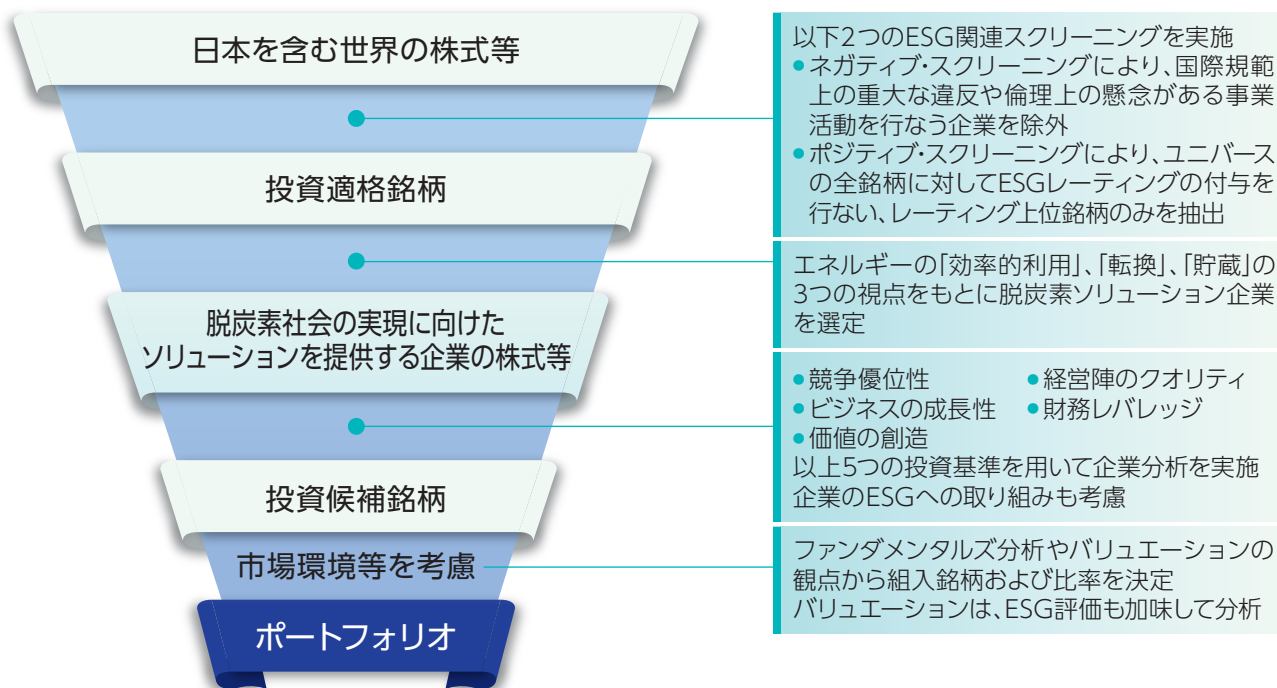 日本を含む世界の株式等
投資適格銘柄
脱炭素社会の実現に向けた
ソリューションを提供する企業の株式等
投資候補銘柄
市場環境等を考慮
ポートフォリオ
以下2つのESG関連スクリーニングを実施
●ネガティブ・スクリーニングにより、国際規範
上の重大な違反や倫理上の懸念がある事業
活動を行なう企業を除外
●ポジティブ・スクリーニングにより、ユニバース
の全銘柄に対してESGレーティングの付与を
行ない、レーティング上位銘柄のみを抽出
エネルギーの「効率的利用」、「転換」、「貯蔵」の
3つの視点をもとに脱炭素ソリューション企業
を選定
●競争優位性 ●経営陣のクオリティ
●ビジネスの成長性 ●財務レバレッジ
●価値の創造
以上5つの投資基準を用いて企業分析を実施
企業のESGへの取り組みも考慮
ファンダメンタルズ分析やバリュエーションの
観点から組入銘柄および比率を決定
バリュエーションは、ESG評価も加味して分析